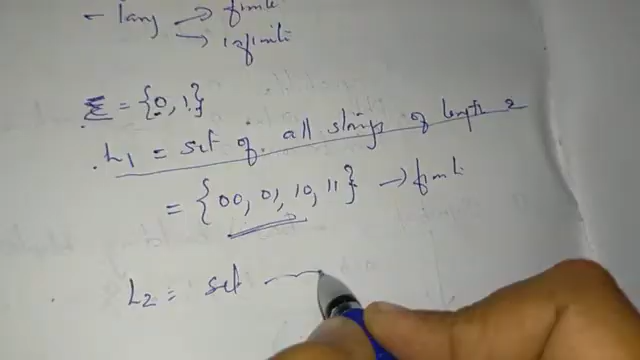 - lang → finite
→ infinite
Σ = {0, 1}
L1 = set of all strings of length 2
= {00, 01, 10, 11} → finite
L2 = set